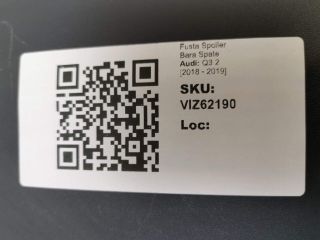 Fusta Spoiler
Bara Spate
Audi: Q3 2
[2018 - 2019]
SKU:
VIZ62190
Loc: